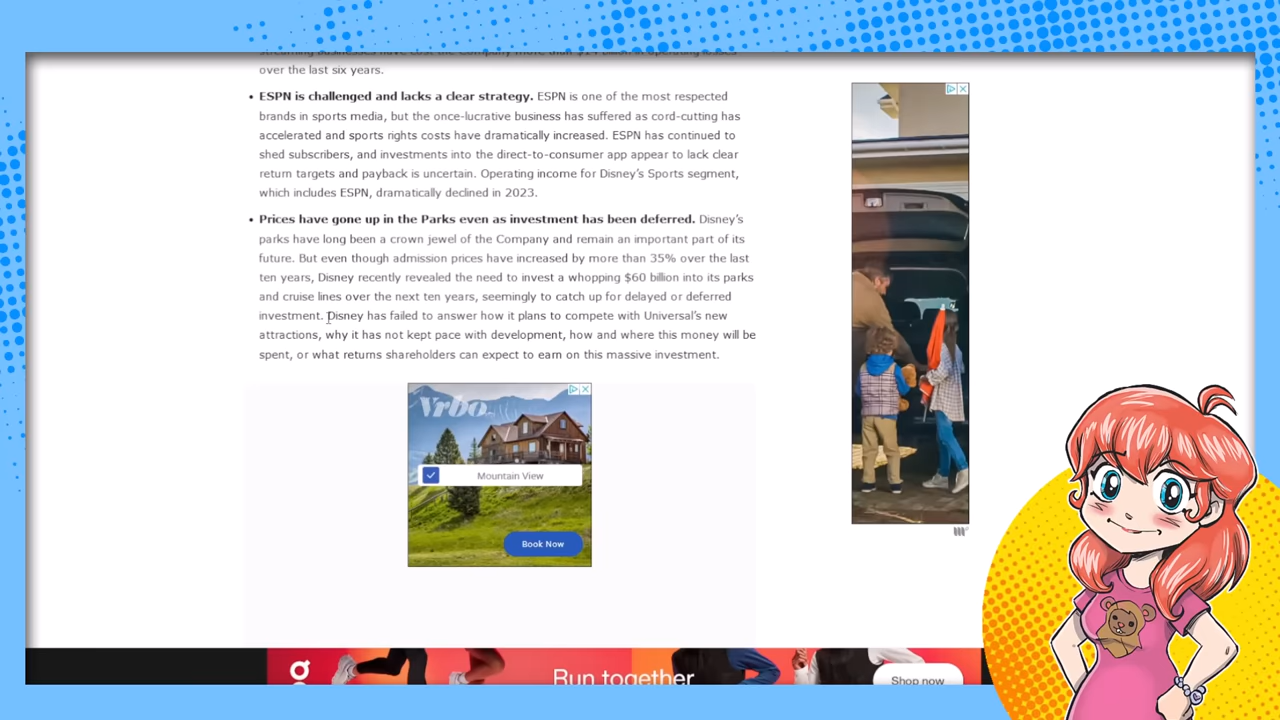 over the last six years.
• ESPN is challenged and lacks a clear strategy. ESPN is one of the most respected
brands in sports media, but the once-lucrative business has suffered as cord-cutting has
accelerated and sports rights costs have dramatically increased. ESPN has continued to
shed subscribers, and investments into the direct-to-consumer app appear to lack clear
return targets and payback is uncertain. Operating income for Disney’s Sports segment,
which includes ESPN, dramatically declined in 2023.
• Prices have gone up in the Parks even as investment has been deferred. Disney’s
parks have long been a crown jewel of the Company and remain an important part of its
future. But even though admission prices have increased by more than 35% over the last
ten years, Disney recently revealed the need to invest a whopping $60 billion into its parks
and cruise lines over the next ten years, seemingly to catch up for delayed or deferred
investment. Disney has failed to answer how it plans to compete with Universal’s new
attractions, why it has not kept pace with development, how and where this money will be
spent, or what returns shareholders can expect to earn on this massive investment.
Vrbo
Mountain View
Book Now
Run together
Shop now